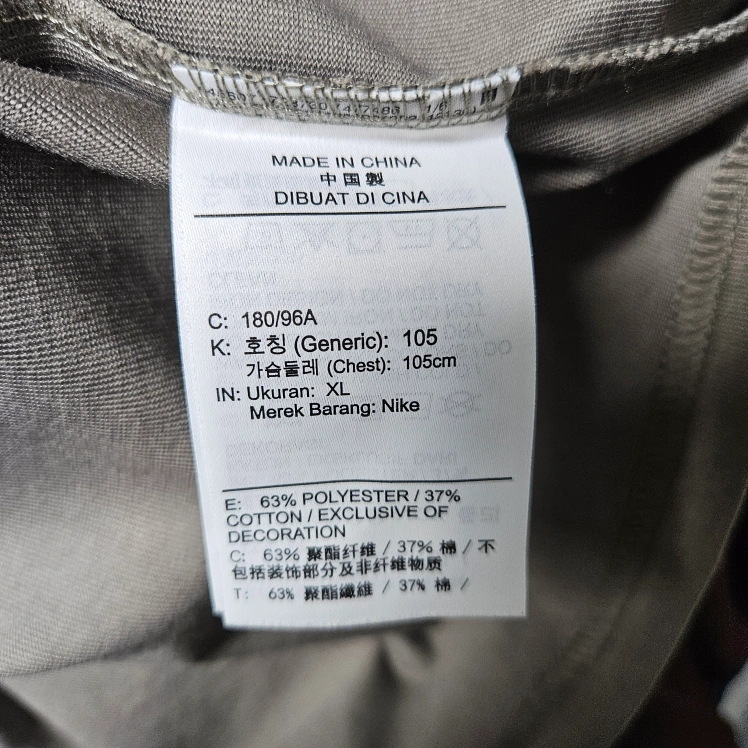 MADE IN CHINA
中国製
DIBUAT DI CINA
C: 180/96A
K: 호칭 (Generic): 105
가슴둘레 (Chest): 105cm
IN: Ukuran: XL
Merek Barang: Nike
E: 63% POLYESTER / 37%
COTTON / EXCLUSIVE OF
DECORATION
C: 63% 聚酯纤维 / 37% 棉 / 不
包括装饰部分及非纤维物质
T: 63% 聚酯纖維 / 37% 棉 /